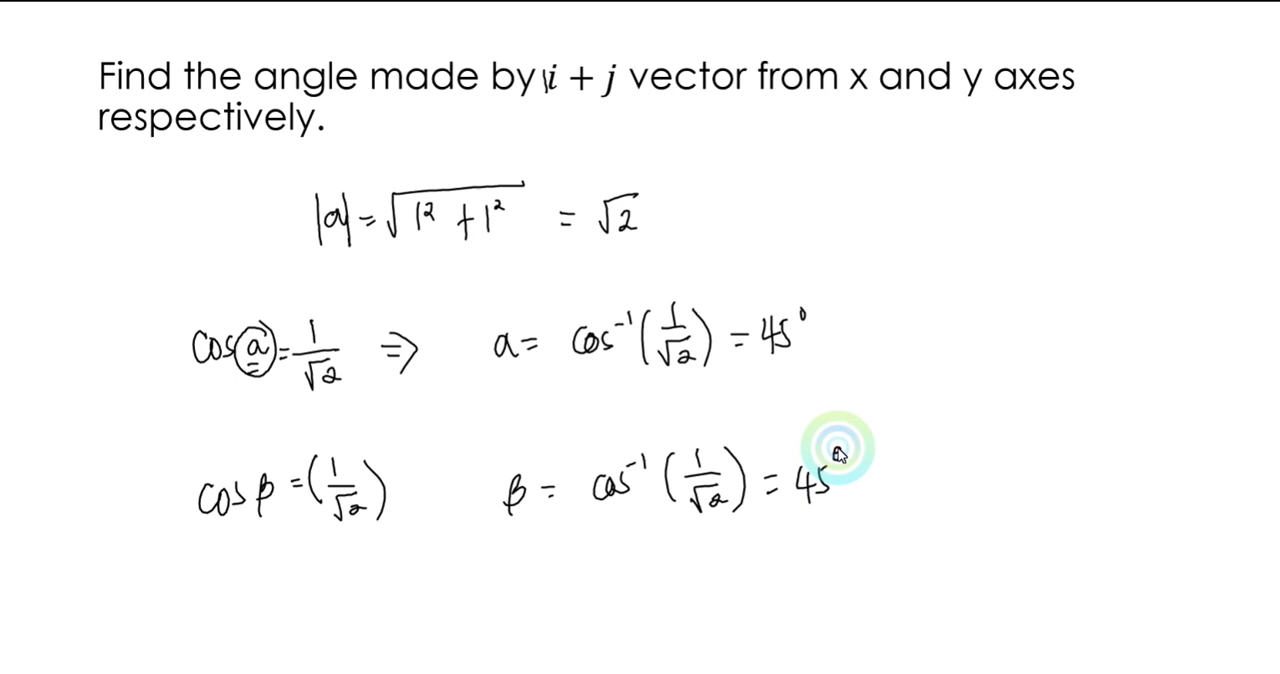 Find the angle made by i + j vector from x and y axes
respectively.
|a| = √1² + 1² = √2
cos a = 1/√2 ⇒ a = cos⁻¹(1/√2) = 45°
cos β = (1/√2) β = cos⁻¹(1/√2) = 45°